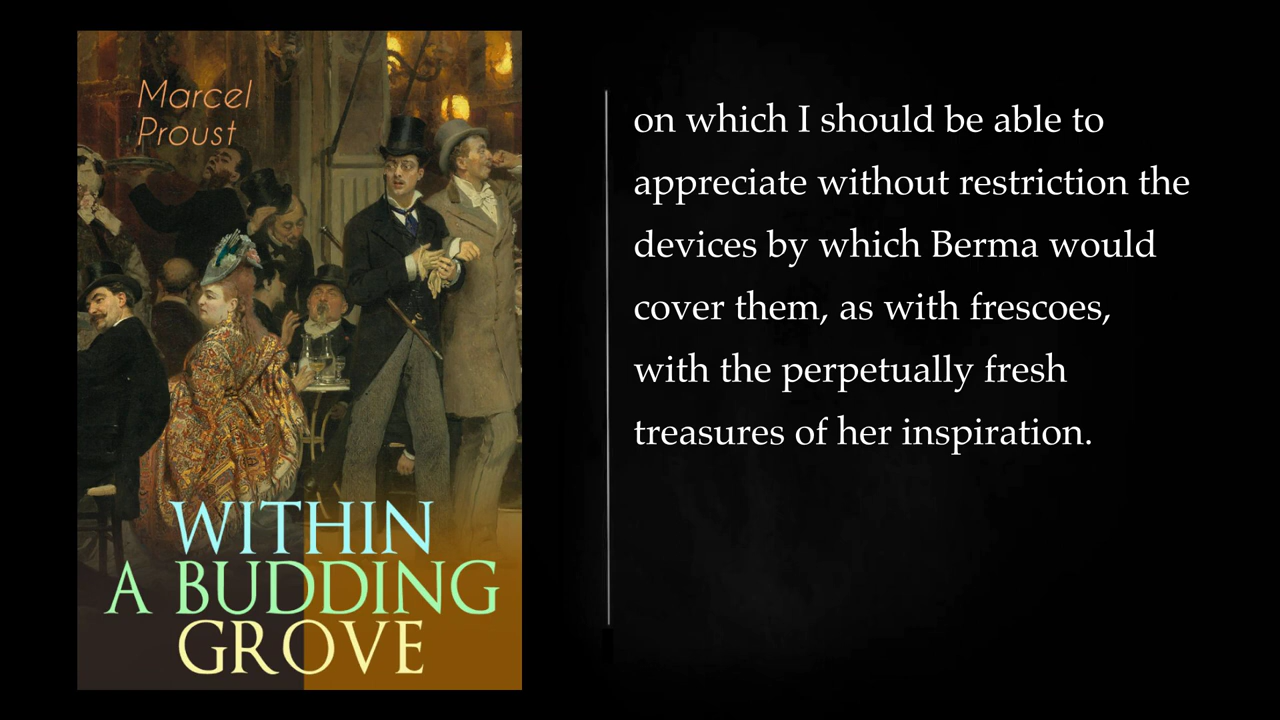 Marcel
Proust
WITHIN
A BUDDING
GROVE
on which I should be able to
appreciate without restriction the
devices by which Berma would
cover them, as with frescoes,
with the perpetually fresh
treasures of her inspiration.